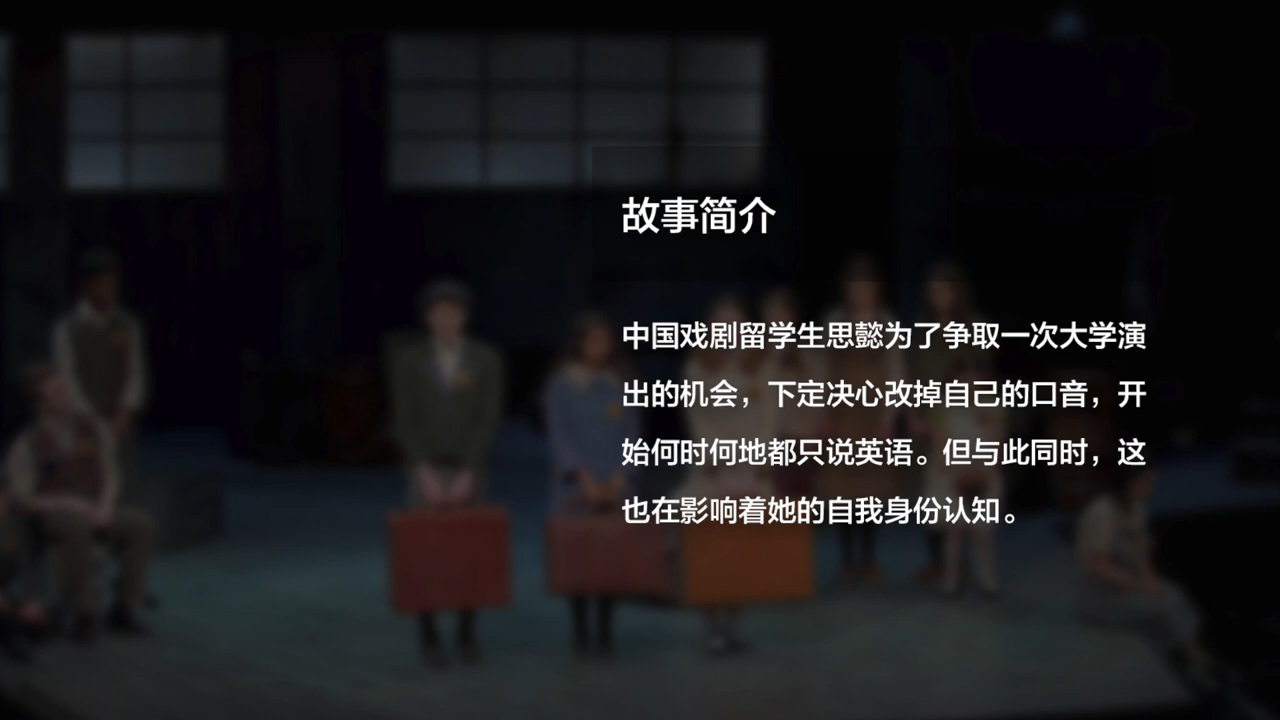 故事简介
中国戏剧留学生思懿为了争取一次大学演
出的机会，下定决心改掉自己的口音，开
始何时何地都只说英语。但与此同时，这
也在影响着她的自我身份认知。